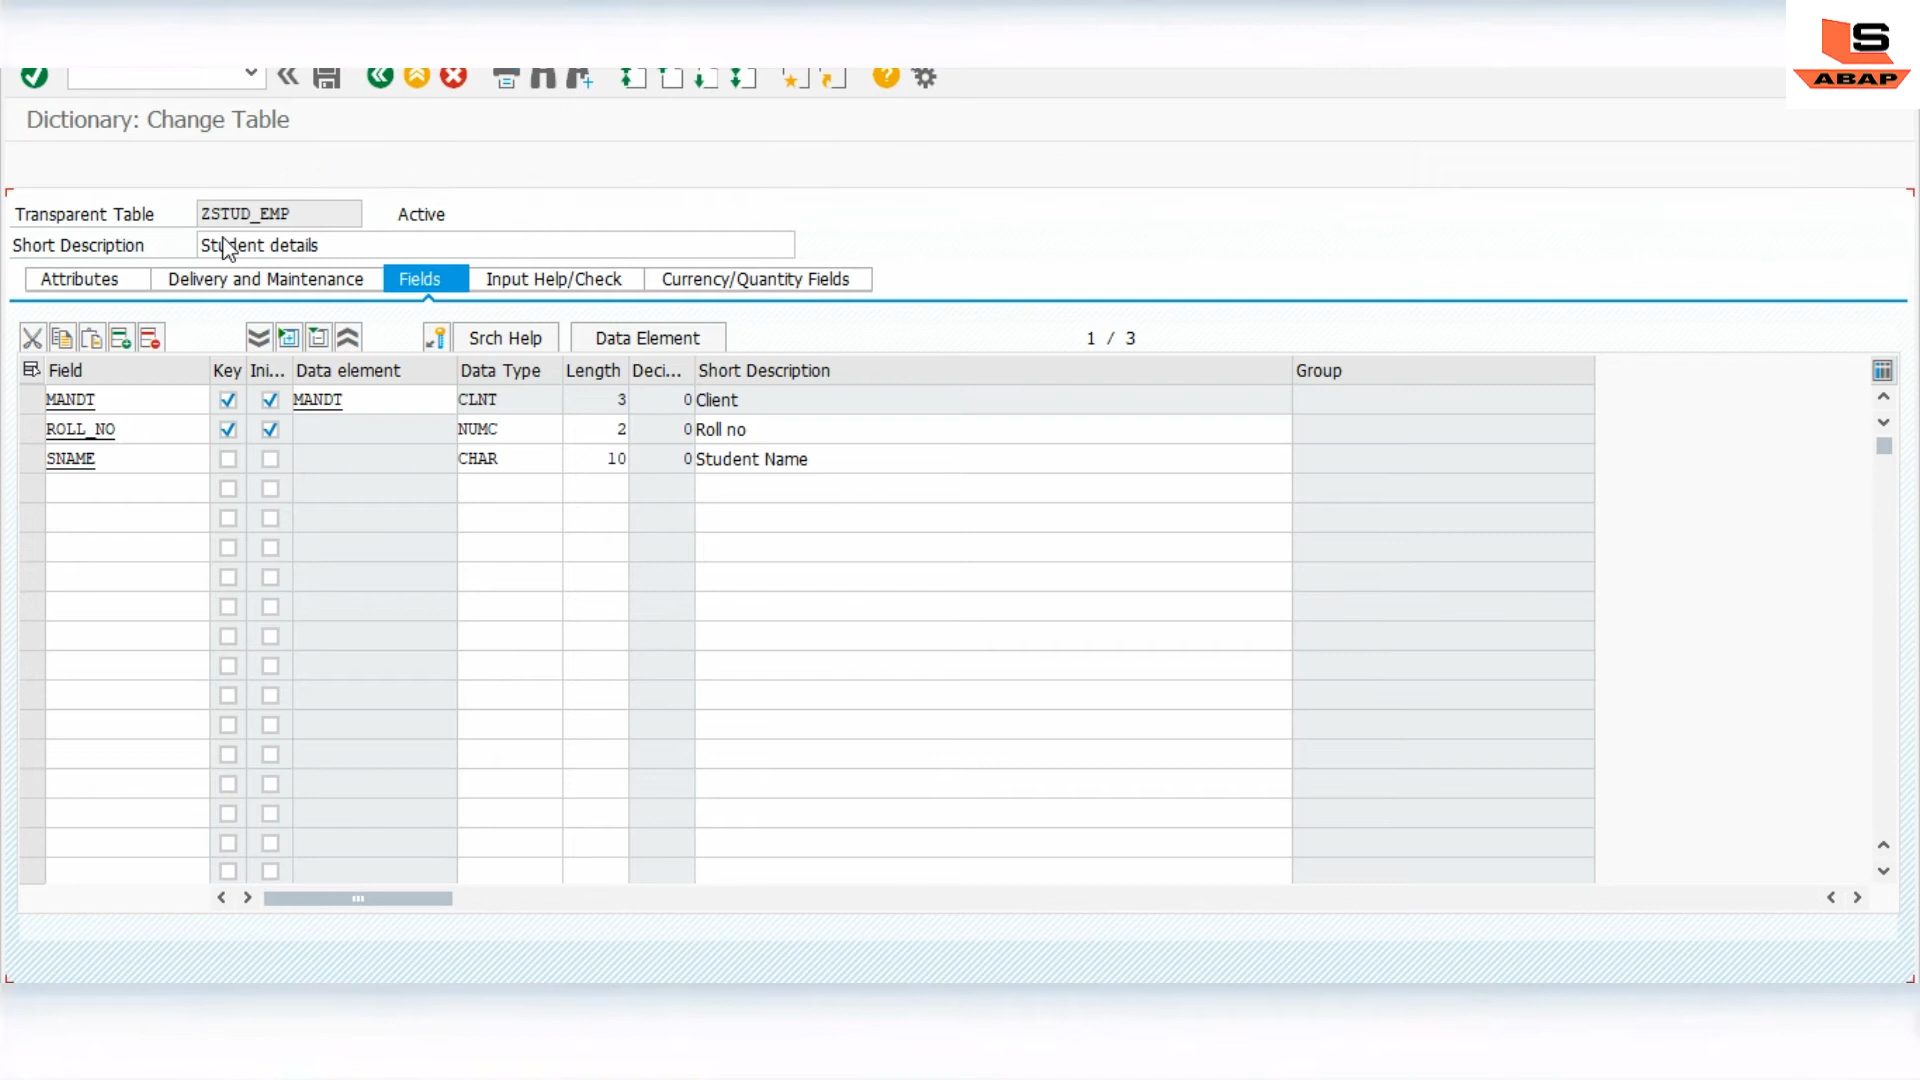 S
ABAP
Dictionary: Change Table
Transparent Table ZSTUD_EMP Active
Short Description Student details
Attributes Delivery and Maintenance Fields Input Help/Check Currency/Quantity Fields
Srch Help Data Element 1 / 3
Field Key Ini... Data element Data Type Length Deci... Short Description Group
MANDT MANDT CLNT 3 0 Client
ROLL_NO NUMC 2 0 Roll no
SNAME CHAR 10 0 Student Name